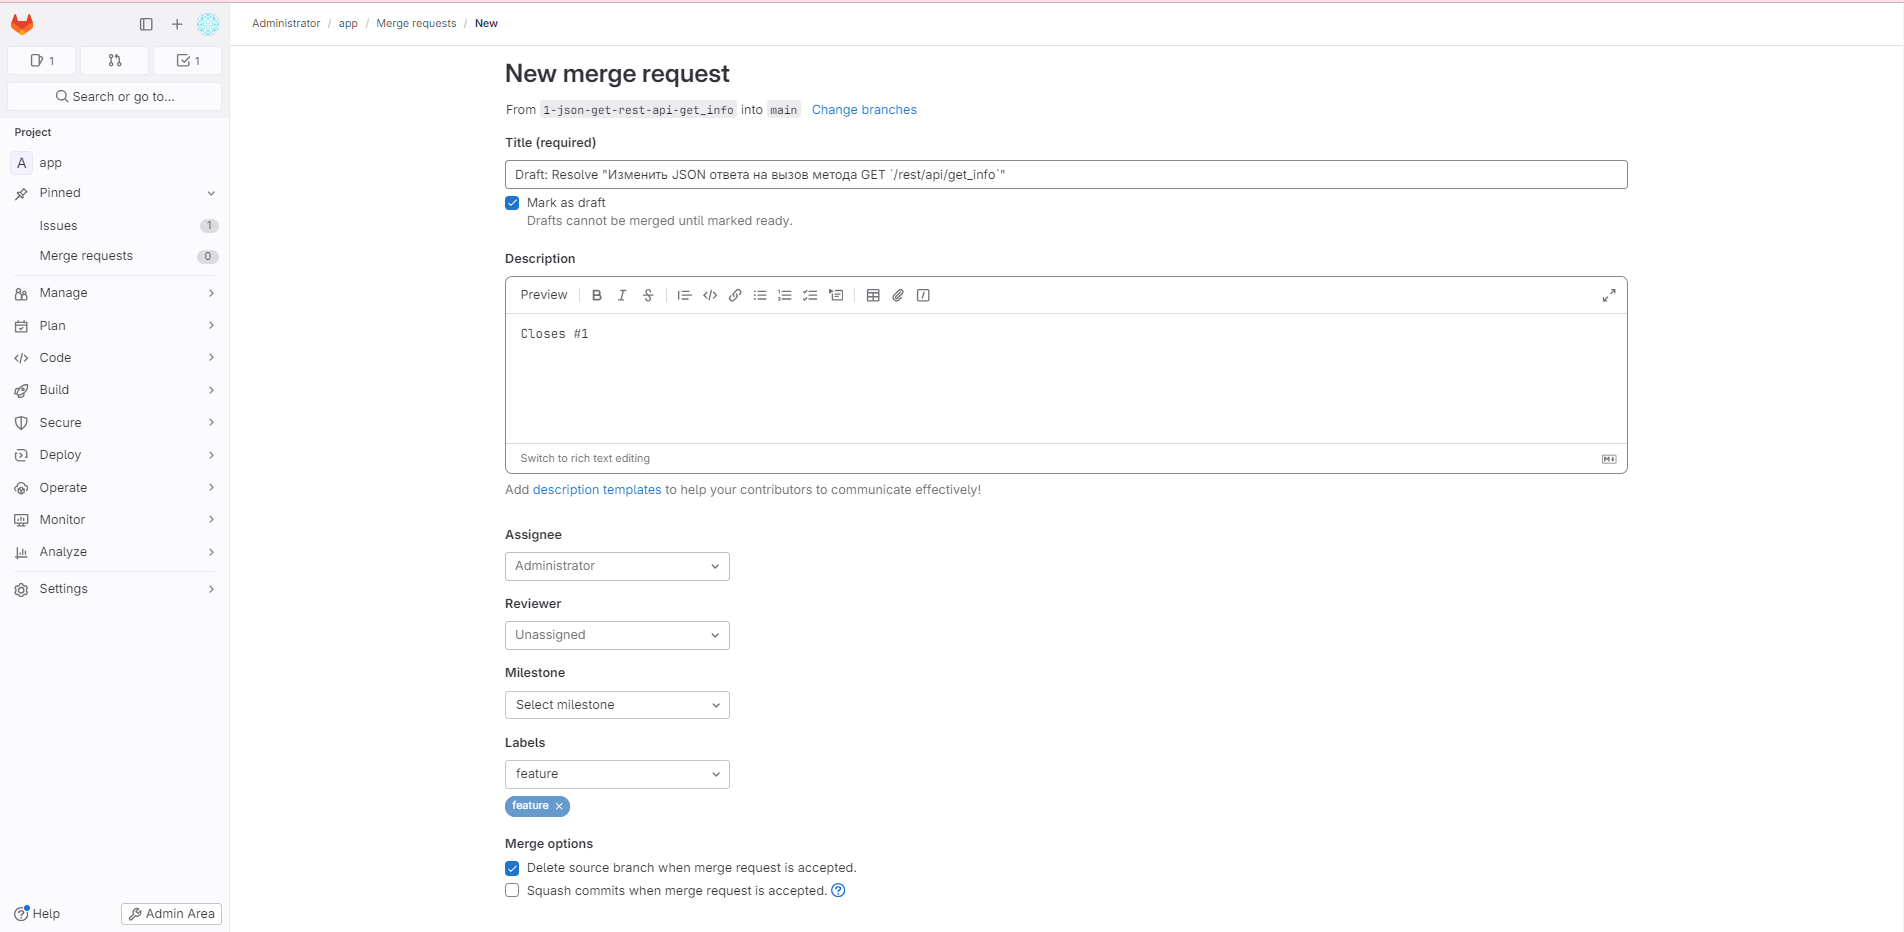 Administrator / app / Merge requests / New
1
1
Search or go to...
Project
A app
Pinned
Issues 1
Merge requests 0
Manage
Plan
Code
Build
Secure
Deploy
Operate
Monitor
Analyze
Settings
Help
Admin Area
New merge request
From 1-json-get-rest-api-get_info into main Change branches
Title (required)
Draft: Resolve "Изменить JSON ответа на вызов метода GET `/rest/api/get_info`"
Mark as draft
Drafts cannot be merged until marked ready.
Description
Preview B I S
Closes #1
Switch to rich text editing
Add description templates to help your contributors to communicate effectively!
Assignee
Administrator
Reviewer
Unassigned
Milestone
Select milestone
Labels
feature
feature ×
Merge options
Delete source branch when merge request is accepted.
Squash commits when merge request is accepted. ?